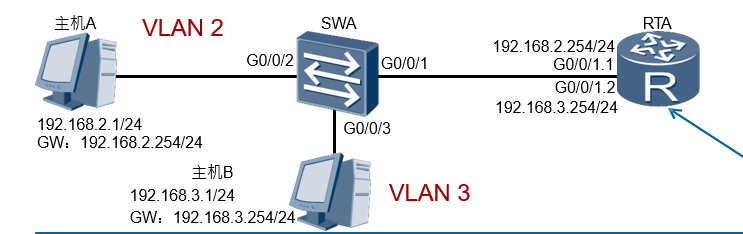 主机A
VLAN 2
SWA
RTA
G0/0/2
G0/0/1
192.168.2.254/24
G0/0/1.1
G0/0/1.2
192.168.3.254/24
R
192.168.2.1/24
GW：192.168.2.254/24
G0/0/3
主机B
192.168.3.1/24
GW：192.168.3.254/24
VLAN 3